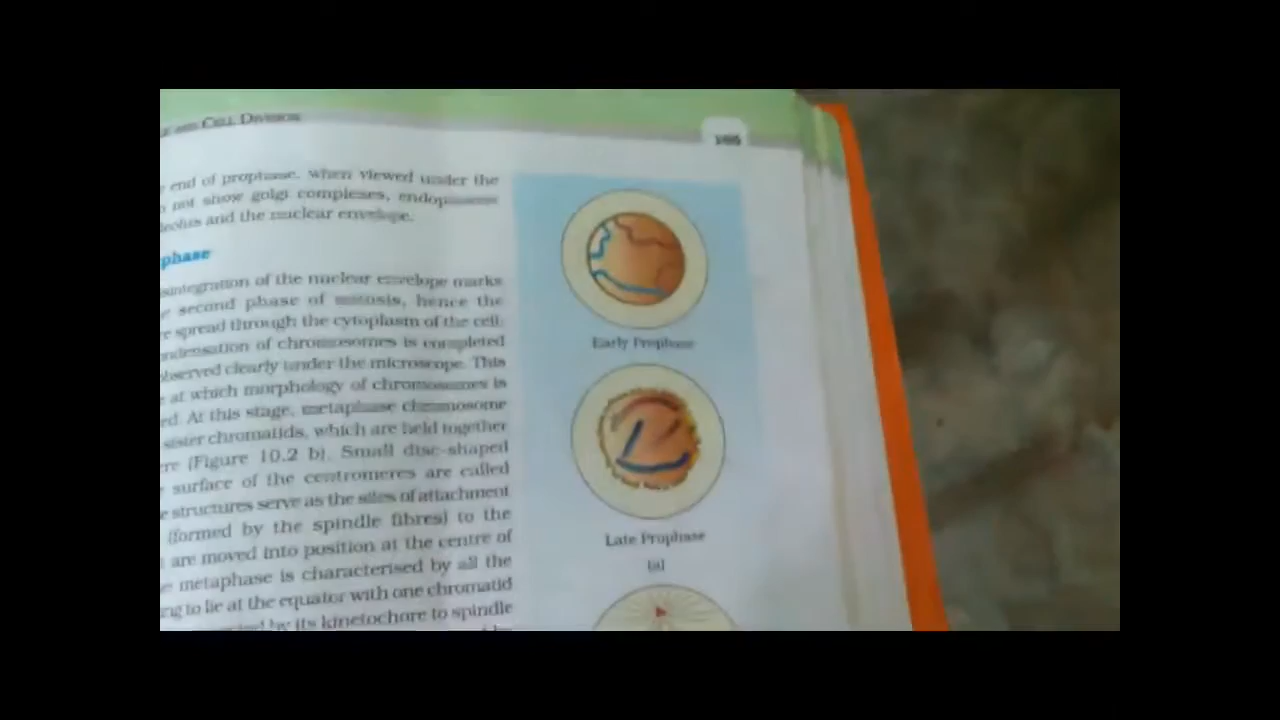 CELL DIVISION
165
end of prophase, when viewed under the
not show golgi complexes, endoplasmic
and the nuclear envelope.
phase
of the nuclear envelope marks
second phase of mitosis, hence the
spread through the cytoplasm of the cell.
condensation of chromosomes is completed
observed clearly under the microscope. This
at which morphology of chromosomes is
ed. At this stage, metaphase chromosome
sister chromatids, which are held together
re (Figure 10.2 b). Small disc-shaped
surface of the centromeres are called
structures serve as the sites of attachment
(formed by the spindle fibres) to the
are moved into position at the centre of
metaphase is characterised by all the
ng to lie at the equator with one chromatid
by its kinetochore to spindle
Early Prophase
Late Prophase
(a)